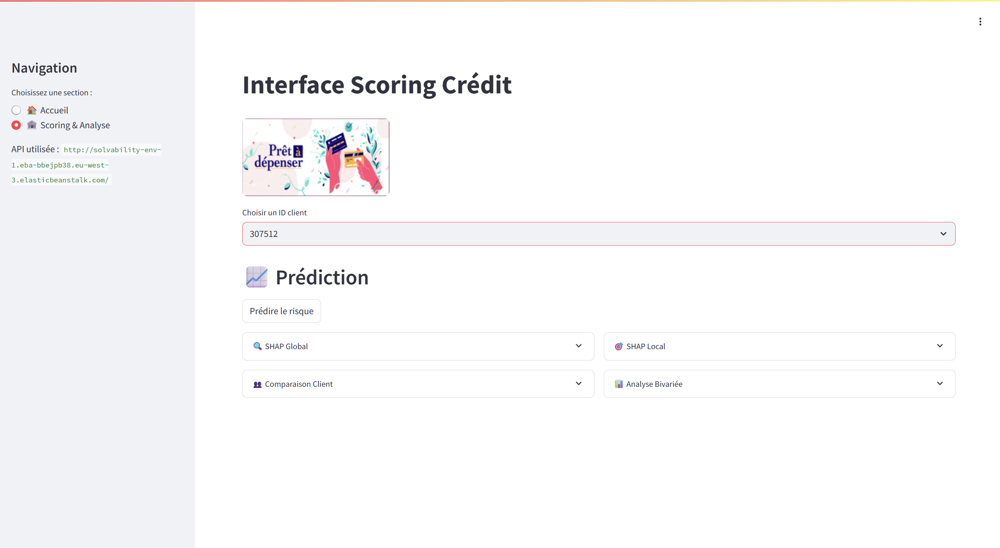 Navigation
Choisissez une section :
Accueil
Scoring & Analyse
API utilisée : http://solvability-env-
1.eba-bbejpb38.eu-west-
3.elasticbeanstalk.com/
Interface Scoring Crédit
Prêt à
dépenser
Choisir un ID client
307512
Prédiction
Prédire le risque
SHAP Global
SHAP Local
Comparaison Client
Analyse Bivariée